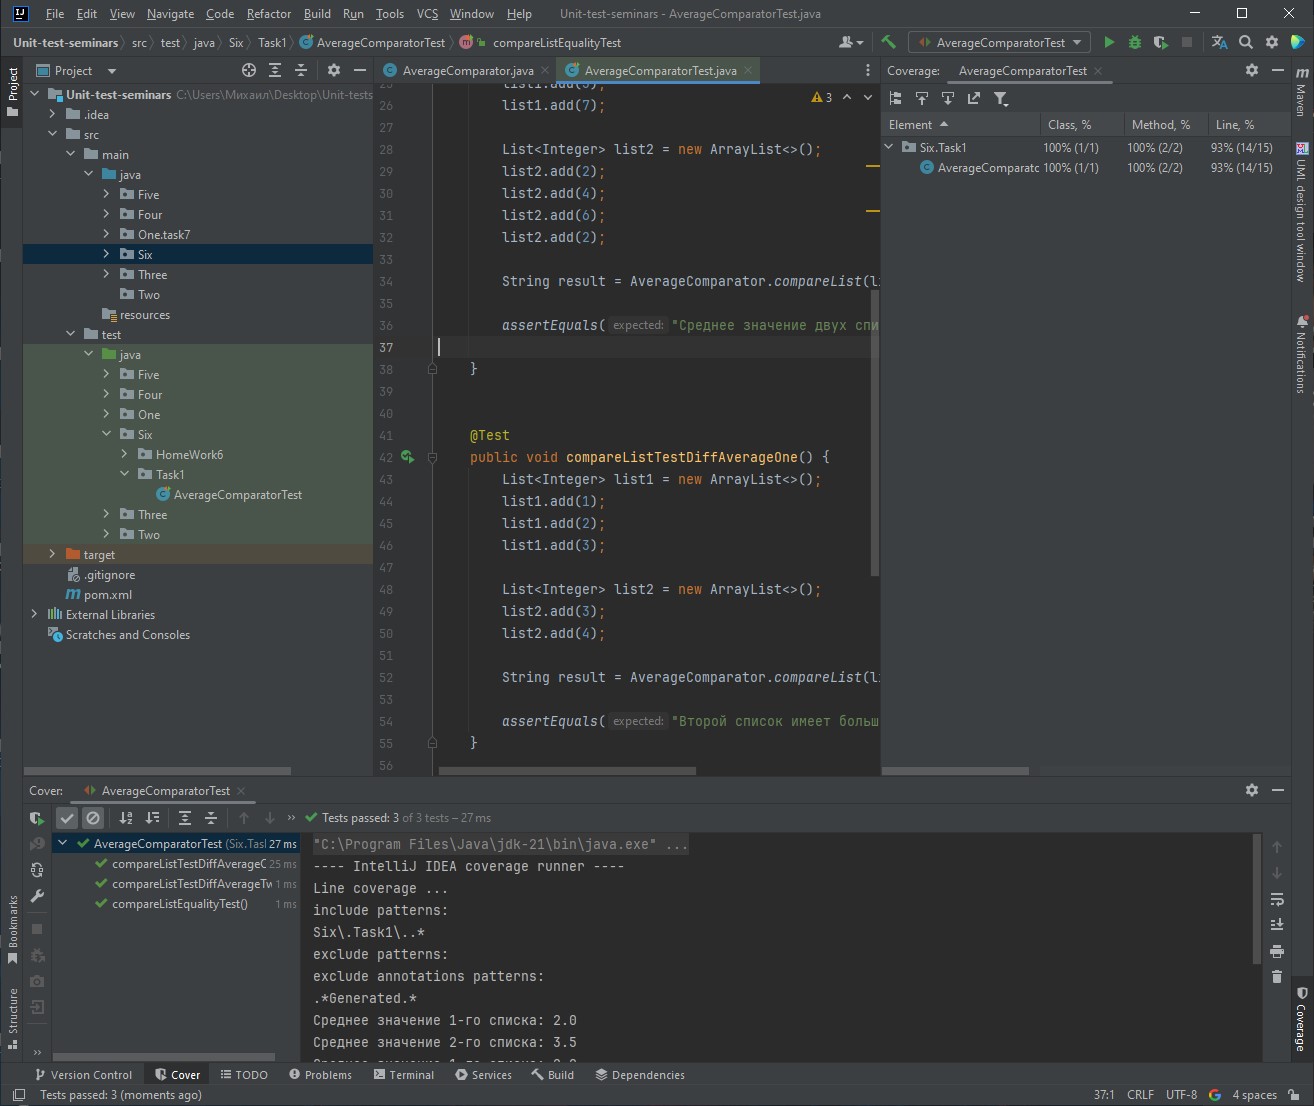 File Edit View Navigate Code Refactor Build Run Tools VCS Window Help Unit-test-seminars - AverageComparatorTest.java
Unit-test-seminars src test java Six Task1 AverageComparatorTest compareListEqualityTest AverageComparatorTest
Project
Project
Unit-test-seminars C:\Users\Михаил\Desktop\Unit-tests
.idea
src
main
java
Five
Four
One.task7
Six
Three
Two
resources
test
java
Five
Four
One
Six
HomeWork6
Task1
AverageComparatorTest
Three
Two
target
.gitignore
pom.xml
External Libraries
Scratches and Consoles
AverageComparator.java AverageComparatorTest.java
3
26 list1.add(7);
27
28 List<Integer> list2 = new ArrayList<>();
29 list2.add(2);
30 list2.add(4);
31 list2.add(6);
32 list2.add(2);
33
34 String result = AverageComparator.compareList(li
35
36 assertEquals( expected: "Среднее значение двух спи
37
38 }
39
40
41 @Test
42 public void compareListTestDiffAverageOne() {
43 List<Integer> list1 = new ArrayList<>();
44 list1.add(1);
45 list1.add(2);
46 list1.add(3);
47
48 List<Integer> list2 = new ArrayList<>();
49 list2.add(3);
50 list2.add(4);
51
52 String result = AverageComparator.compareList(li
53
54 assertEquals( expected: "Второй список имеет больш
55 }
56
Coverage: AverageComparatorTest
Element Class, % Method, % Line, %
Six.Task1 100% (1/1) 100% (2/2) 93% (14/15)
AverageComparatc 100% (1/1) 100% (2/2) 93% (14/15)
Maven
UML design tool window
Notifications
Coverage
Cover: AverageComparatorTest
Tests passed: 3 of 3 tests – 27 ms
AverageComparatorTest (Six.Tasl 27 ms
compareListTestDiffAverageC 25 ms
compareListTestDiffAverageTw 1 ms
compareListEqualityTest() 1 ms
"C:\Program Files\Java\jdk-21\bin\java.exe" ...
---- IntelliJ IDEA coverage runner ----
Line coverage ...
include patterns:
Six\.Task1\..*
exclude patterns:
exclude annotations patterns:
.*Generated.*
Среднее значение 1-го списка: 2.0
Среднее значение 2-го списка: 3.5
Bookmarks
Structure
Version Control Cover TODO Problems Terminal Services Build Dependencies
Tests passed: 3 (moments ago) 37:1 CRLF UTF-8 4 spaces